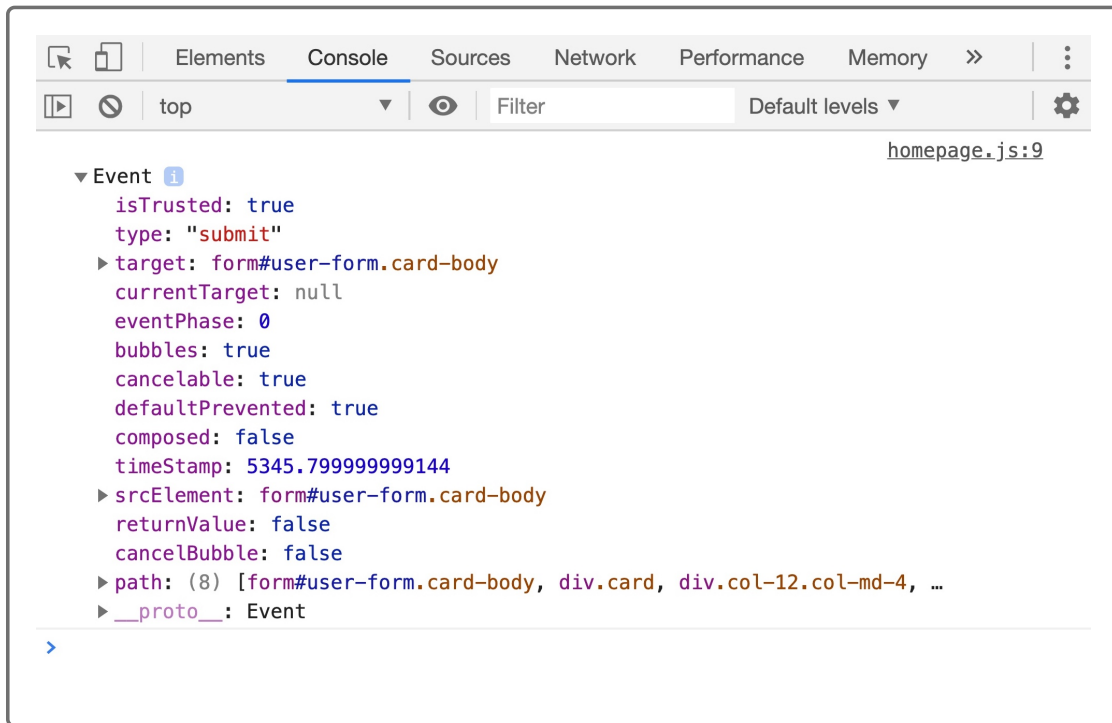 Elements Console Sources Network Performance Memory »
top ▼ Filter Default levels ▼
homepage.js:9
▼Event i
isTrusted: true
type: "submit"
▶target: form#user-form.card-body
currentTarget: null
eventPhase: 0
bubbles: true
cancelable: true
defaultPrevented: true
composed: false
timeStamp: 5345.799999999144
▶srcElement: form#user-form.card-body
returnValue: false
cancelBubble: false
▶path: (8) [form#user-form.card-body, div.card, div.col-12.col-md-4, …
▶__proto__: Event
>